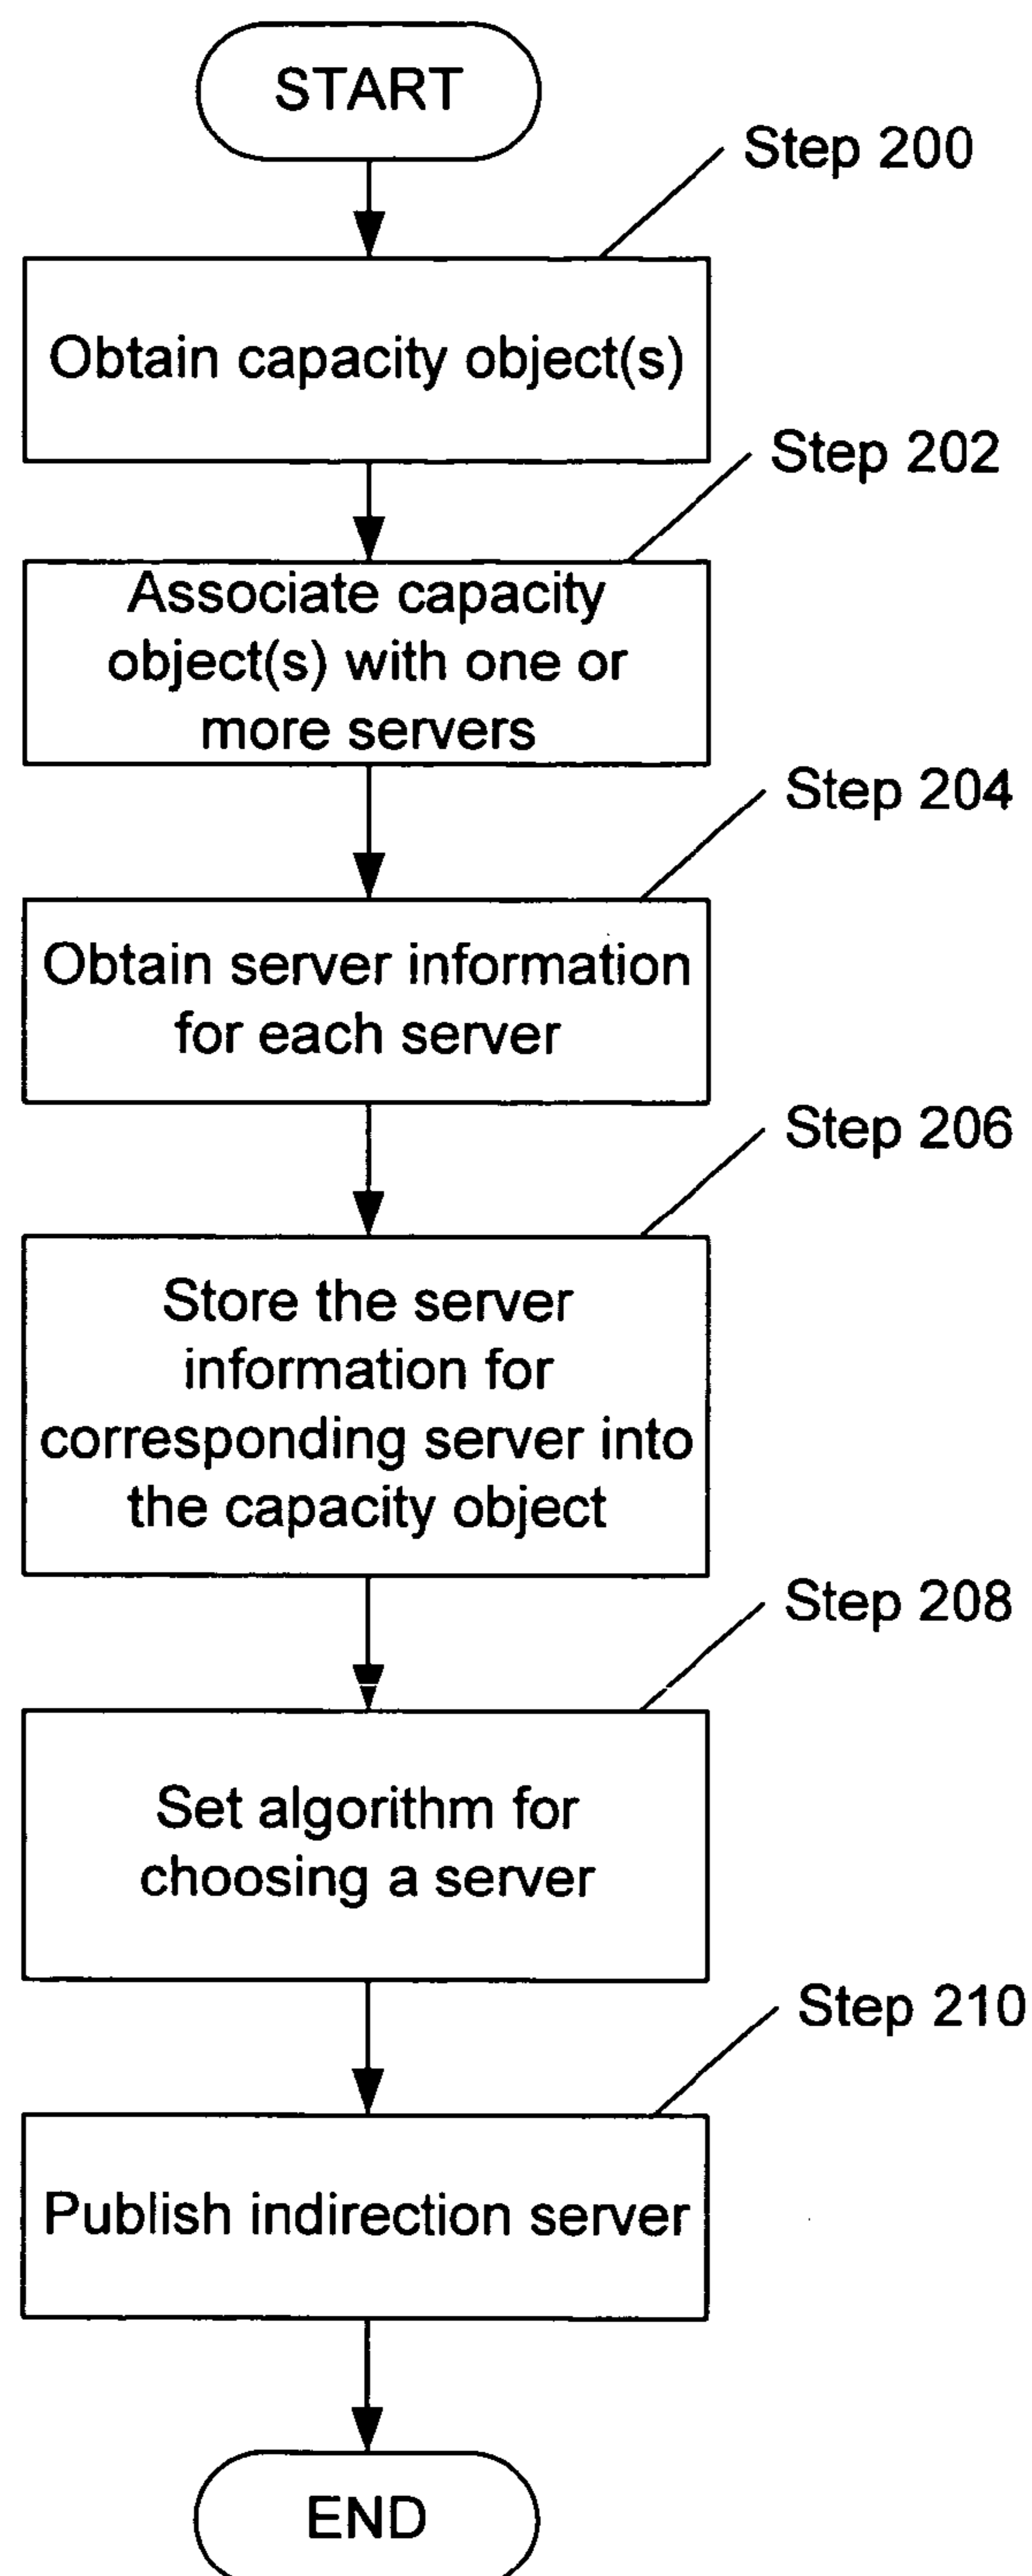 START
Step 200
Obtain capacity object(s)
Step 202
Associate capacity
object(s) with one or
more servers
Step 204
Obtain server information
for each server
Step 206
Store the server
information for
corresponding server into
the capacity object
Step 208
Set algorithm for
choosing a server
Step 210
Publish indirection server
END